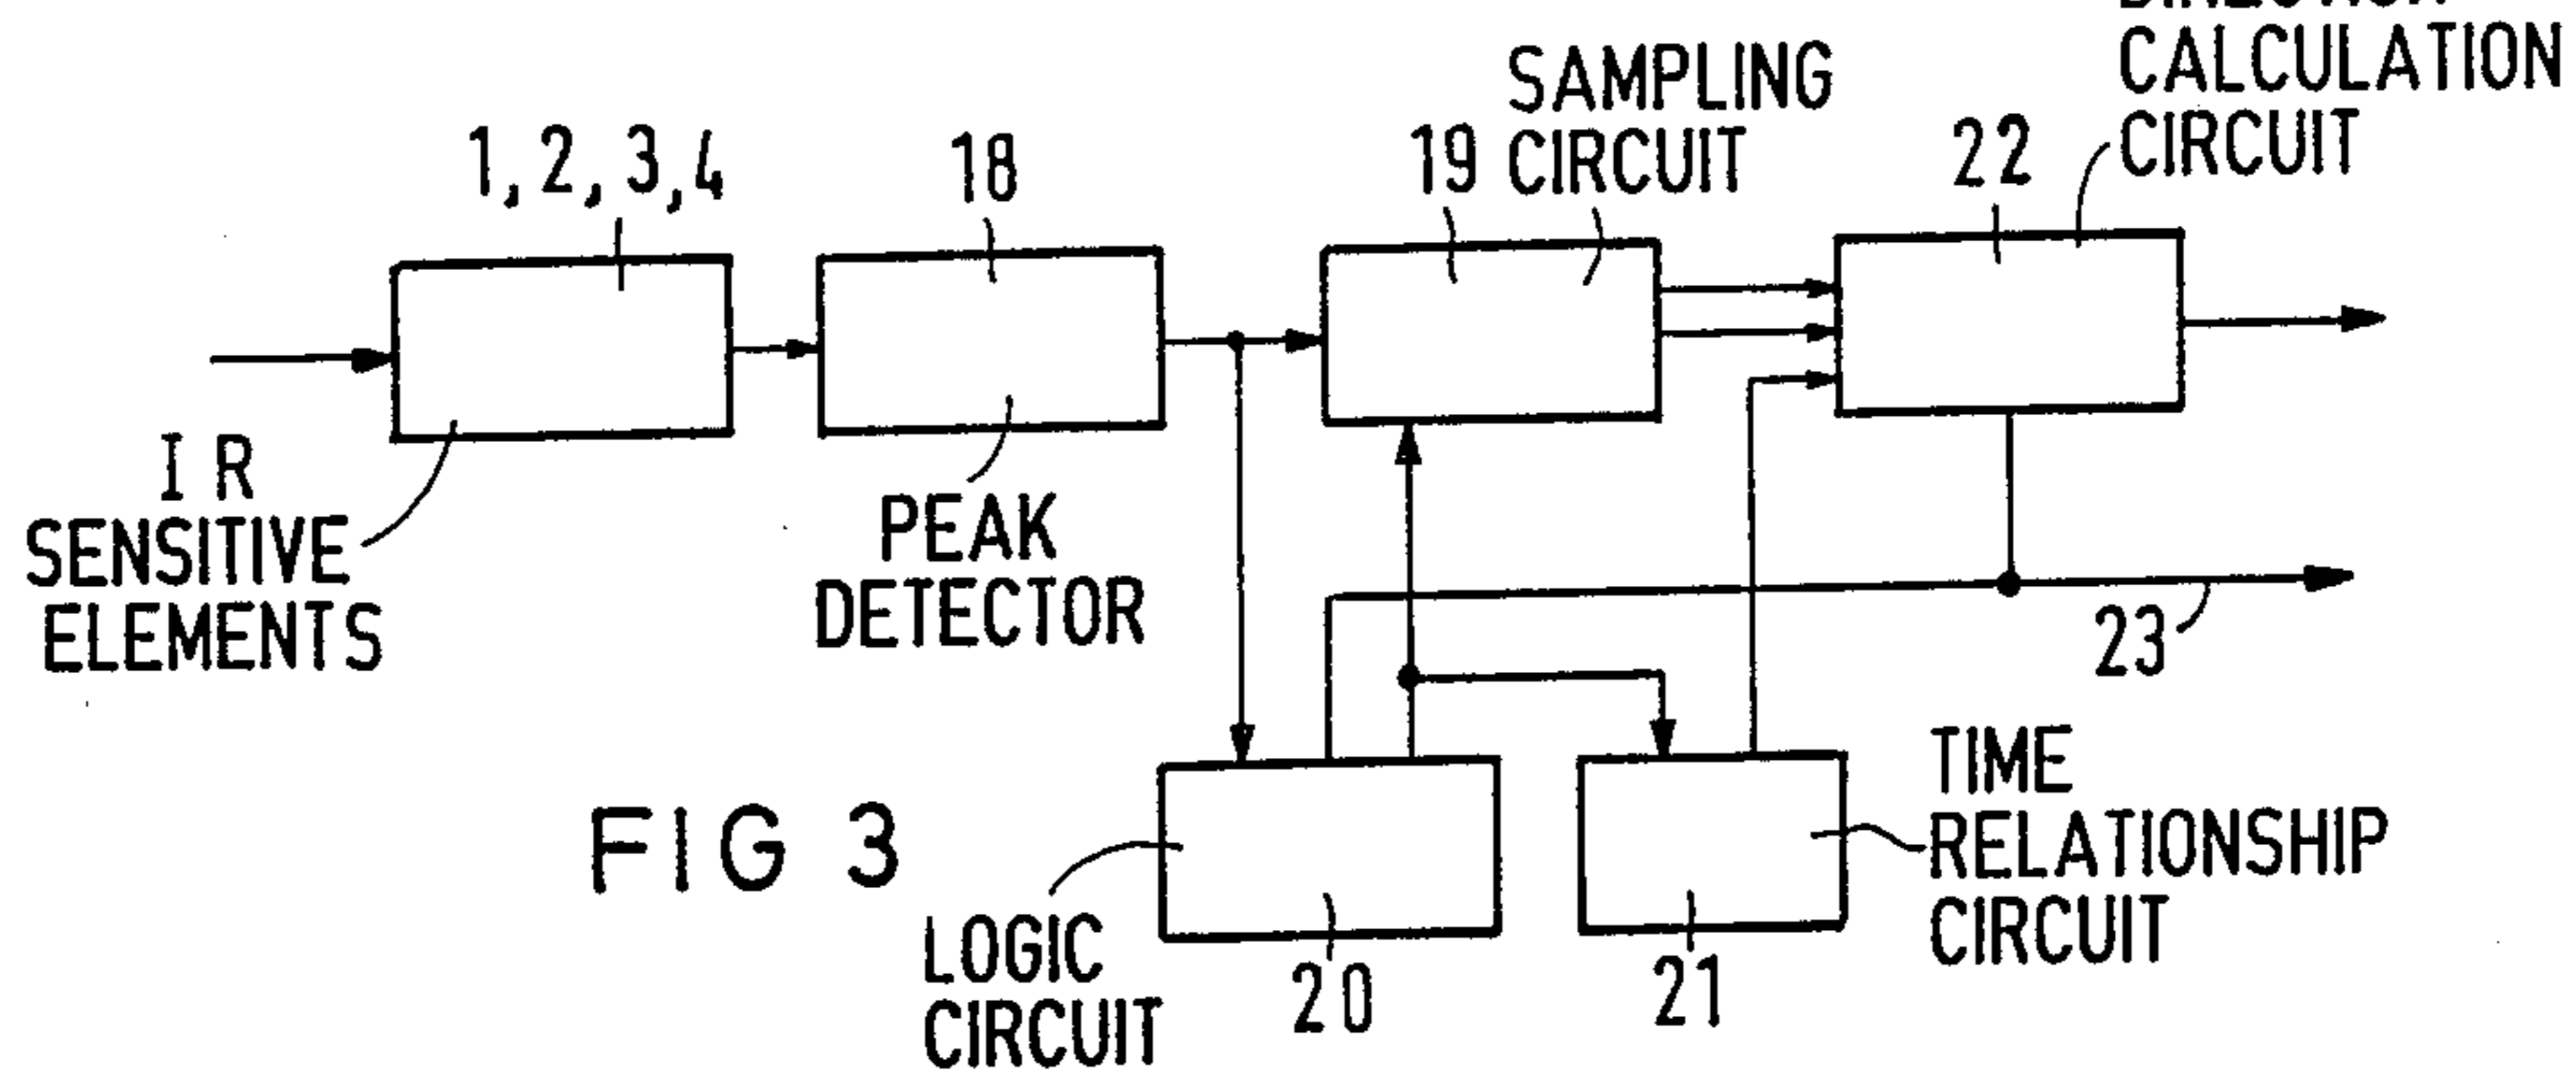 CALCULATION
CIRCUIT
SAMPLING
CIRCUIT
1, 2, 3, 4
18
19
22
I R
SENSITIVE
ELEMENTS
PEAK
DETECTOR
23
TIME
RELATIONSHIP
CIRCUIT
FIG 3
LOGIC
CIRCUIT
20
21